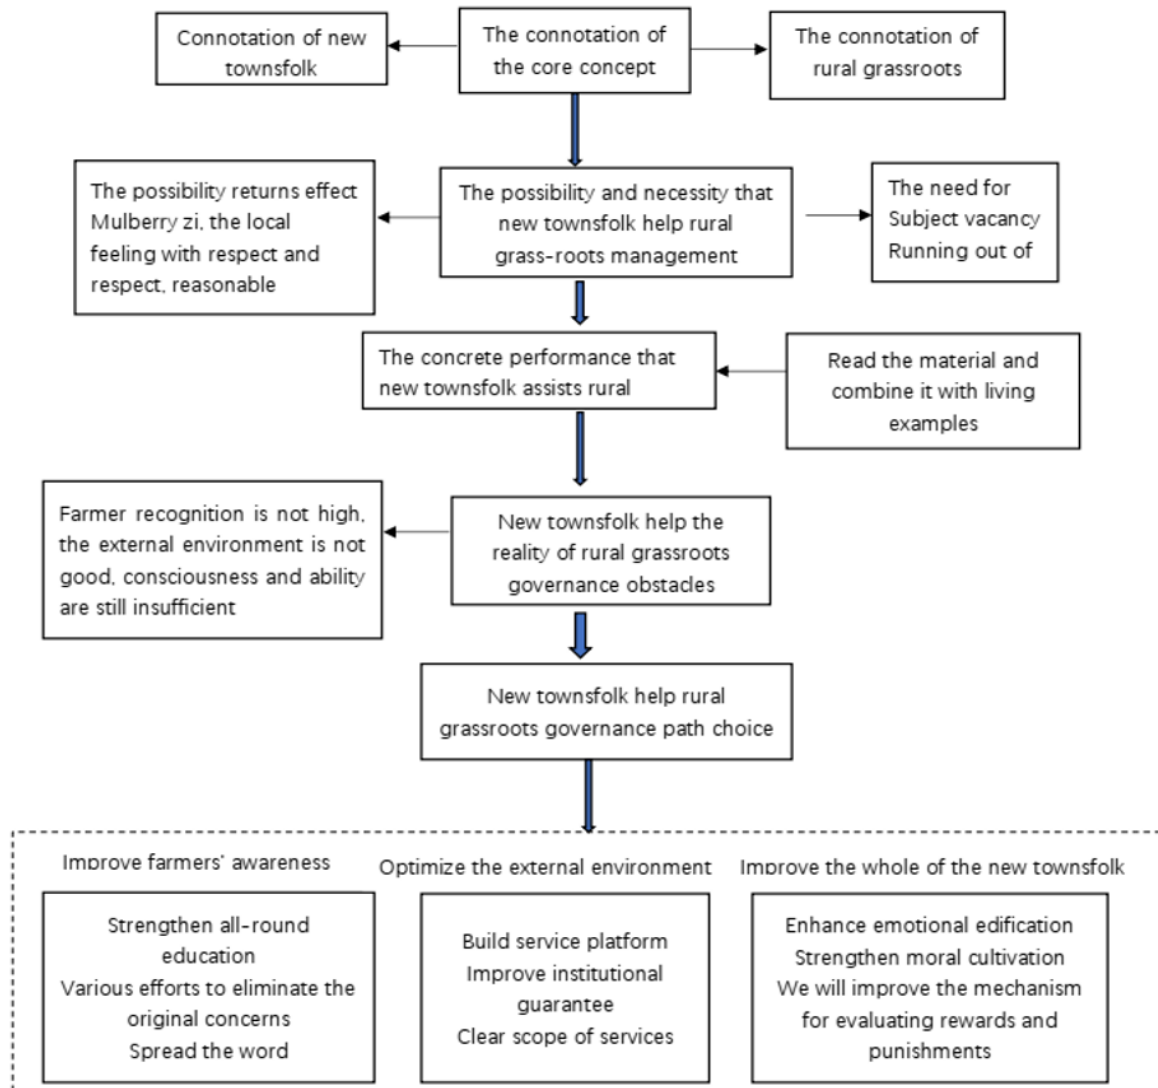 Connotation of new
townsfolk
The connotation of
the core concept
The connotation of
rural grassroots
The possibility returns effect
Mulberry zi, the local
feeling with respect and
respect, reasonable
The possibility and necessity that
new townsfolk help rural
grass-roots management
The need for
Subject vacancy
Running out of
The concrete performance that
new townsfolk assists rural
Read the material and
combine it with living
examples
Farmer recognition is not high,
the external environment is not
good, consciousness and ability
are still insufficient
New townsfolk help the
reality of rural grassroots
governance obstacles
New townsfolk help rural
grassroots governance path choice
Improve farmers' awareness
Strengthen all-round
education
Various efforts to eliminate the
original concerns
Spread the word
Optimize the external environment
Build service platform
Improve institutional
guarantee
Clear scope of services
Improve the whole of the new townsfolk
Enhance emotional edification
Strengthen moral cultivation
We will improve the mechanism
for evaluating rewards and
punishments